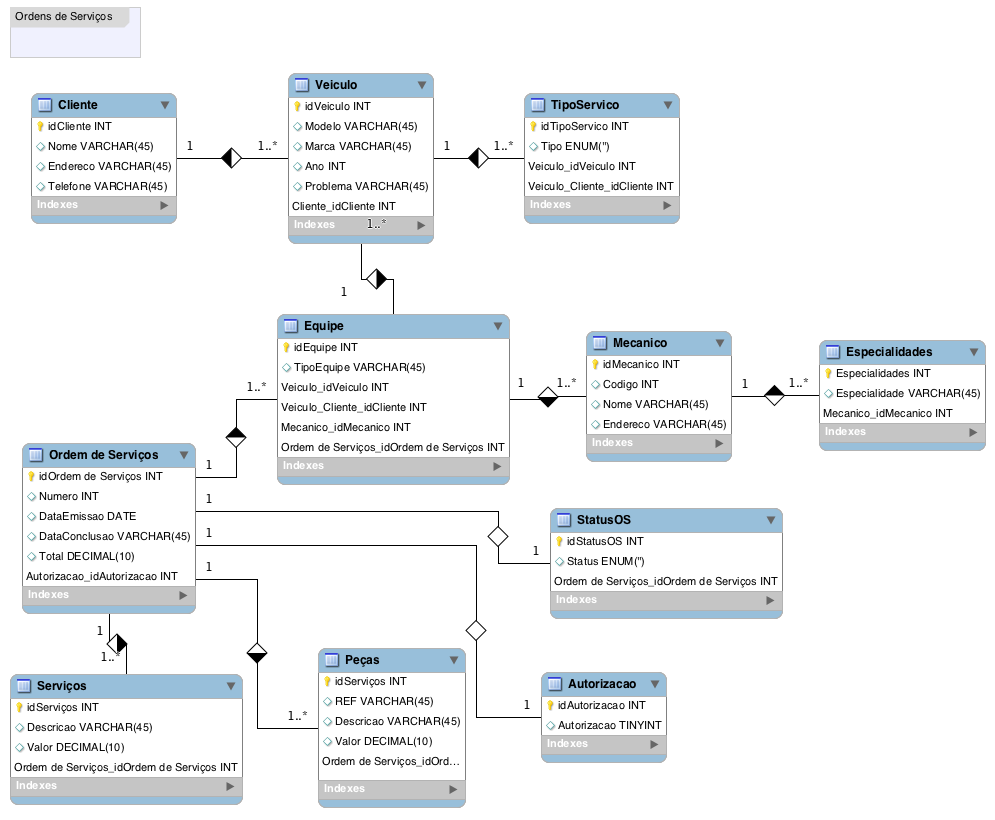 Ordens de Serviços
Cliente
idCliente INT
Nome VARCHAR(45)
Endereco VARCHAR(45)
Telefone VARCHAR(45)
Indexes
1
1..*
Veiculo
idVeiculo INT
Modelo VARCHAR(45)
Marca VARCHAR(45)
Ano INT
Problema VARCHAR(45)
Cliente_idCliente INT
Indexes
1..*
1
1..*
TipoServico
idTipoServico INT
Tipo ENUM('')
Veiculo_idVeiculo INT
Veiculo_Cliente_idCliente INT
Indexes
1
Equipe
idEquipe INT
TipoEquipe VARCHAR(45)
Veiculo_idVeiculo INT
Veiculo_Cliente_idCliente INT
Mecanico_idMecanico INT
Ordem de Serviços_idOrdem de Serviços INT
Indexes
1
1..*
Mecanico
idMecanico INT
Codigo INT
Nome VARCHAR(45)
Endereco VARCHAR(45)
Indexes
1
1..*
Especialidades
Especialidades INT
Especialidade VARCHAR(45)
Mecanico_idMecanico INT
Indexes
1..*
1
Ordem de Serviços
idOrdem de Serviços INT
Numero INT
DataEmissao DATE
DataConclusao VARCHAR(45)
Total DECIMAL(10)
Autorizacao_idAutorizacao INT
Indexes
1
1
1
1
StatusOS
idStatusOS INT
Status ENUM('')
Ordem de Serviços_idOrdem de Serviços INT
Indexes
1
1..*
Serviços
idServiços INT
Descricao VARCHAR(45)
Valor DECIMAL(10)
Ordem de Serviços_idOrdem de Serviços INT
Indexes
1..*
Peças
idServiços INT
REF VARCHAR(45)
Descricao VARCHAR(45)
Valor DECIMAL(10)
Ordem de Serviços_idOrd...
Indexes
1
Autorizacao
idAutorizacao INT
Autorizacao TINYINT
Indexes